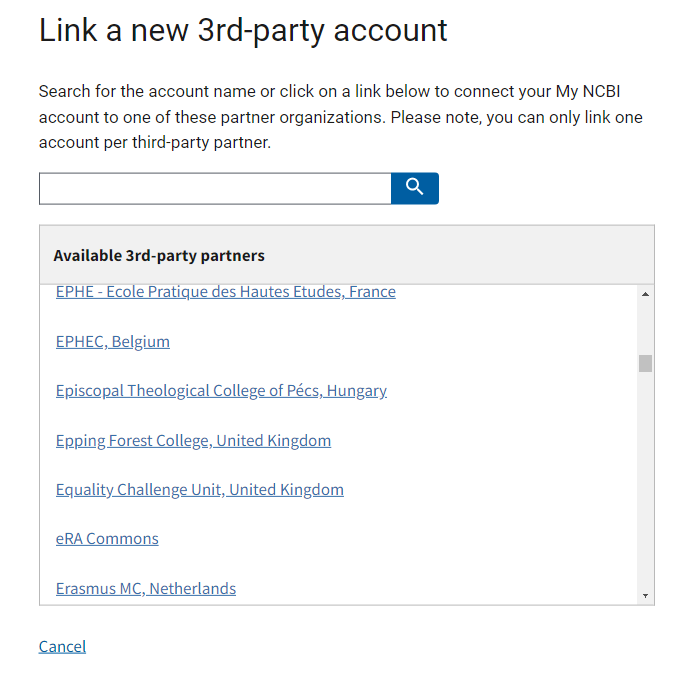 Link a new 3rd-party account
Search for the account name or click on a link below to connect your My NCBI
account to one of these partner organizations. Please note, you can only link one
account per third-party partner.
Available 3rd-party partners
EPHE - Ecole Pratique des Hautes Etudes, France
EPHEC, Belgium
Episcopal Theological College of Pécs, Hungary
Epping Forest College, United Kingdom
Equality Challenge Unit, United Kingdom
eRA Commons
Erasmus MC, Netherlands
Cancel